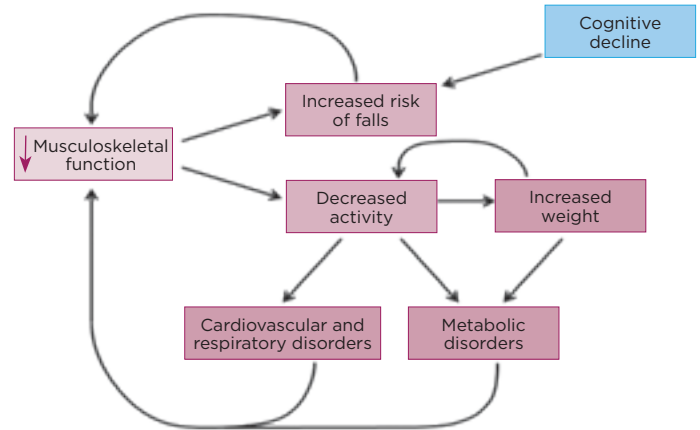 Cognitive
decline
Increased risk
of falls
Musculoskeletal
function
Decreased
activity
Increased
weight
Cardiovascular and
respiratory disorders
Metabolic
disorders